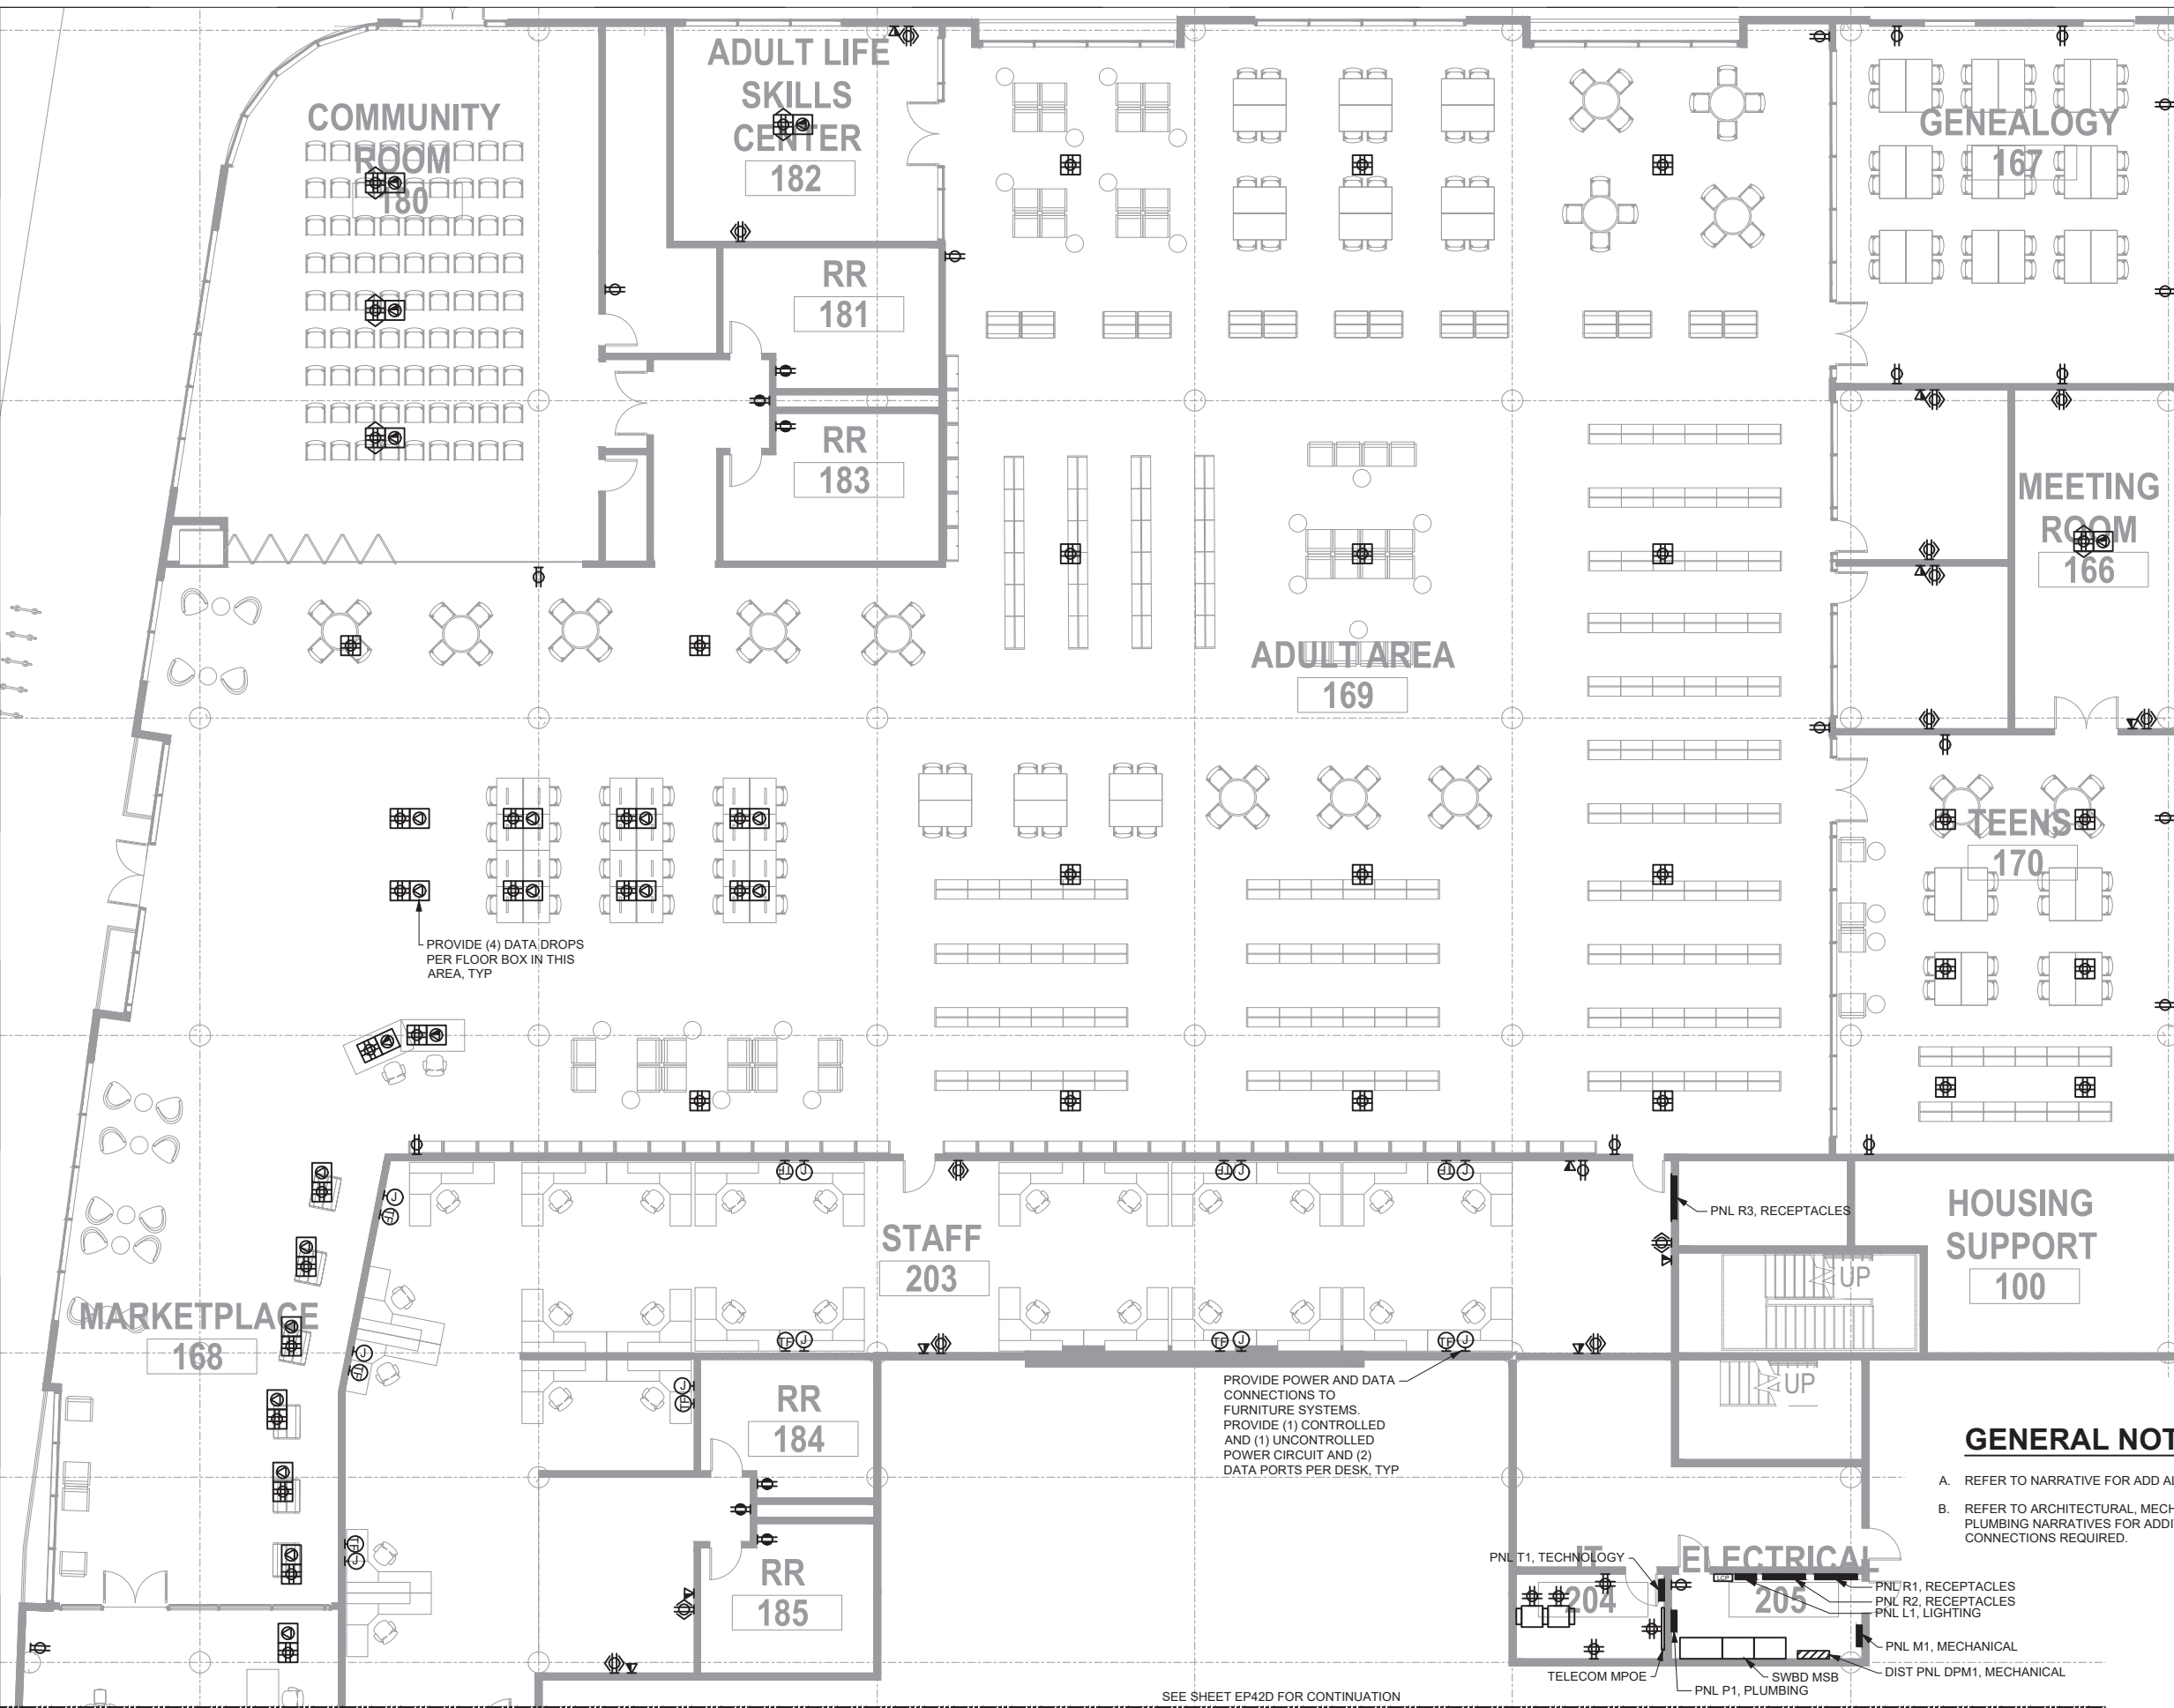 ADULT LIFE
SKILLS
CENTER
182
COMMUNITY
ROOM
180
GENEALOGY
167
RR
181
RR
183
MEETING
ROOM
166
ADULT AREA
169
TEENS
170
PROVIDE (4) DATA DROPS
PER FLOOR BOX IN THIS
AREA, TYP
PNL R3, RECEPTACLES
HOUSING
SUPPORT
100
STAFF
203
UP
MARKETPLACE
168
UP
RR
184
PROVIDE POWER AND DATA
CONNECTIONS TO
FURNITURE SYSTEMS.
PROVIDE (1) CONTROLLED
AND (1) UNCONTROLLED
POWER CIRCUIT AND (2)
DATA PORTS PER DESK, TYP
GENERAL NOT
A. REFER TO NARRATIVE FOR ADD AL
B. REFER TO ARCHITECTURAL, MECH
PLUMBING NARRATIVES FOR ADDI
CONNECTIONS REQUIRED.
RR
185
PNL T1, TECHNOLOGY
IT
204
ELECTRICAL
205
LCP
PNL R1, RECEPTACLES
PNL R2, RECEPTACLES
PNL L1, LIGHTING
PNL M1, MECHANICAL
DIST PNL DPM1, MECHANICAL
TELECOM MPOE
SWBD MSB
PNL P1, PLUMBING
SEE SHEET EP42D FOR CONTINUATION